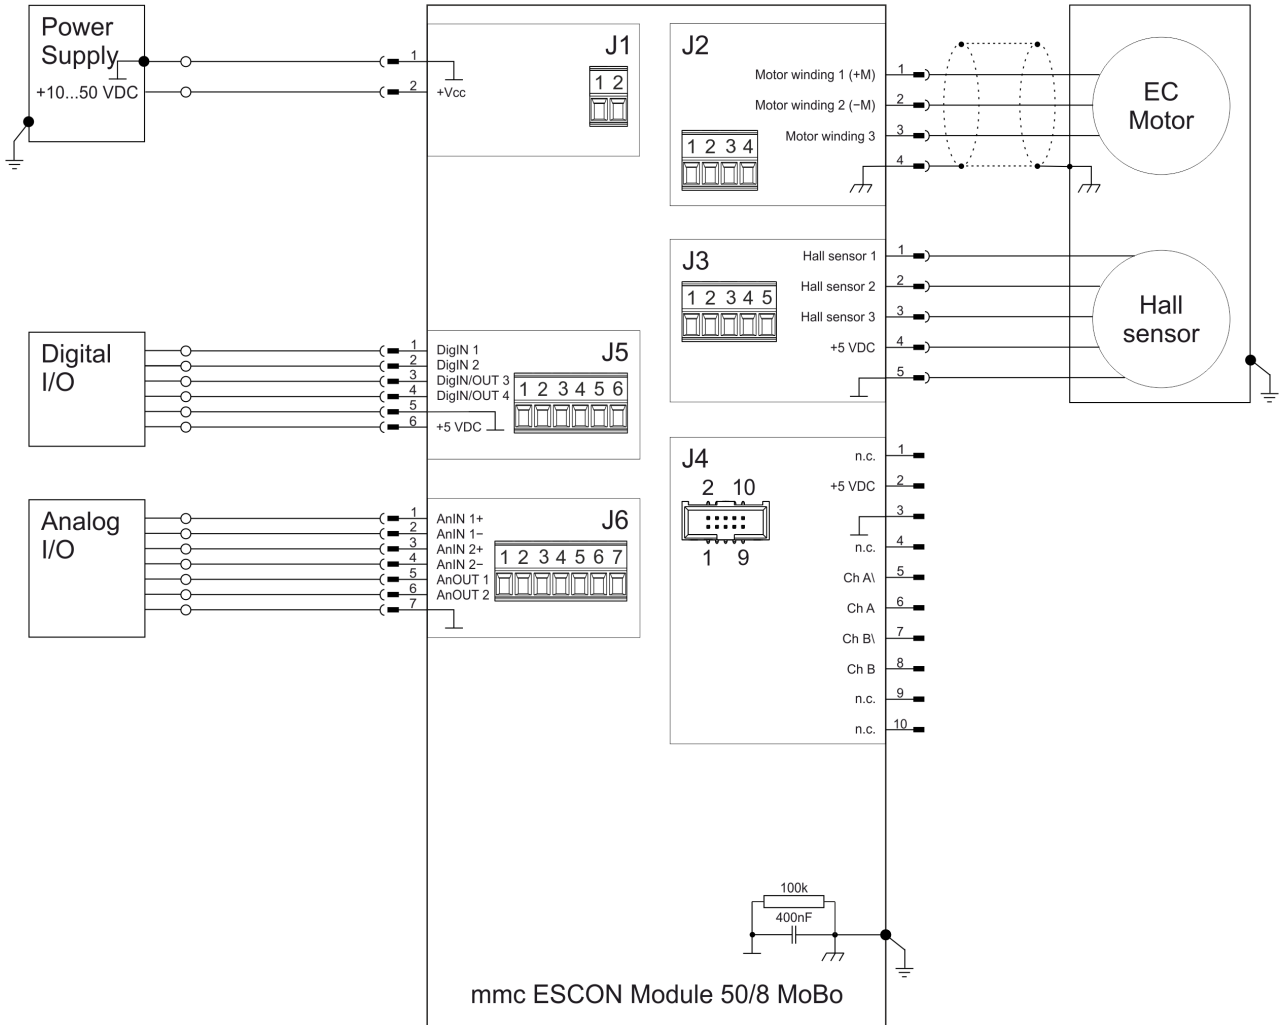 Power
Supply
+10...50 VDC
1
2
+Vcc
J1
1 2
J2
Motor winding 1 (+M)
Motor winding 2 (−M)
Motor winding 3
1 2 3 4
1
2
3
4
EC
Motor
J3
Hall sensor 1
Hall sensor 2
Hall sensor 3
+5 VDC
1 2 3 4 5
1
2
3
4
5
Hall
sensor
Digital
I/O
1
2
3
4
5
6
DigIN 1
DigIN 2
DigIN/OUT 3
DigIN/OUT 4
+5 VDC
J5
1 2 3 4 5 6
Analog
I/O
1
2
3
4
5
6
7
AnIN 1+
AnIN 1−
AnIN 2+
AnIN 2−
AnOUT 1
AnOUT 2
J6
1 2 3 4 5 6 7
J4
2 10
1 9
n.c.
+5 VDC
n.c.
Ch A\
Ch A
Ch B\
Ch B
n.c.
n.c.
1
2
3
4
5
6
7
8
9
10
100k
400nF
mmc ESCON Module 50/8 MoBo